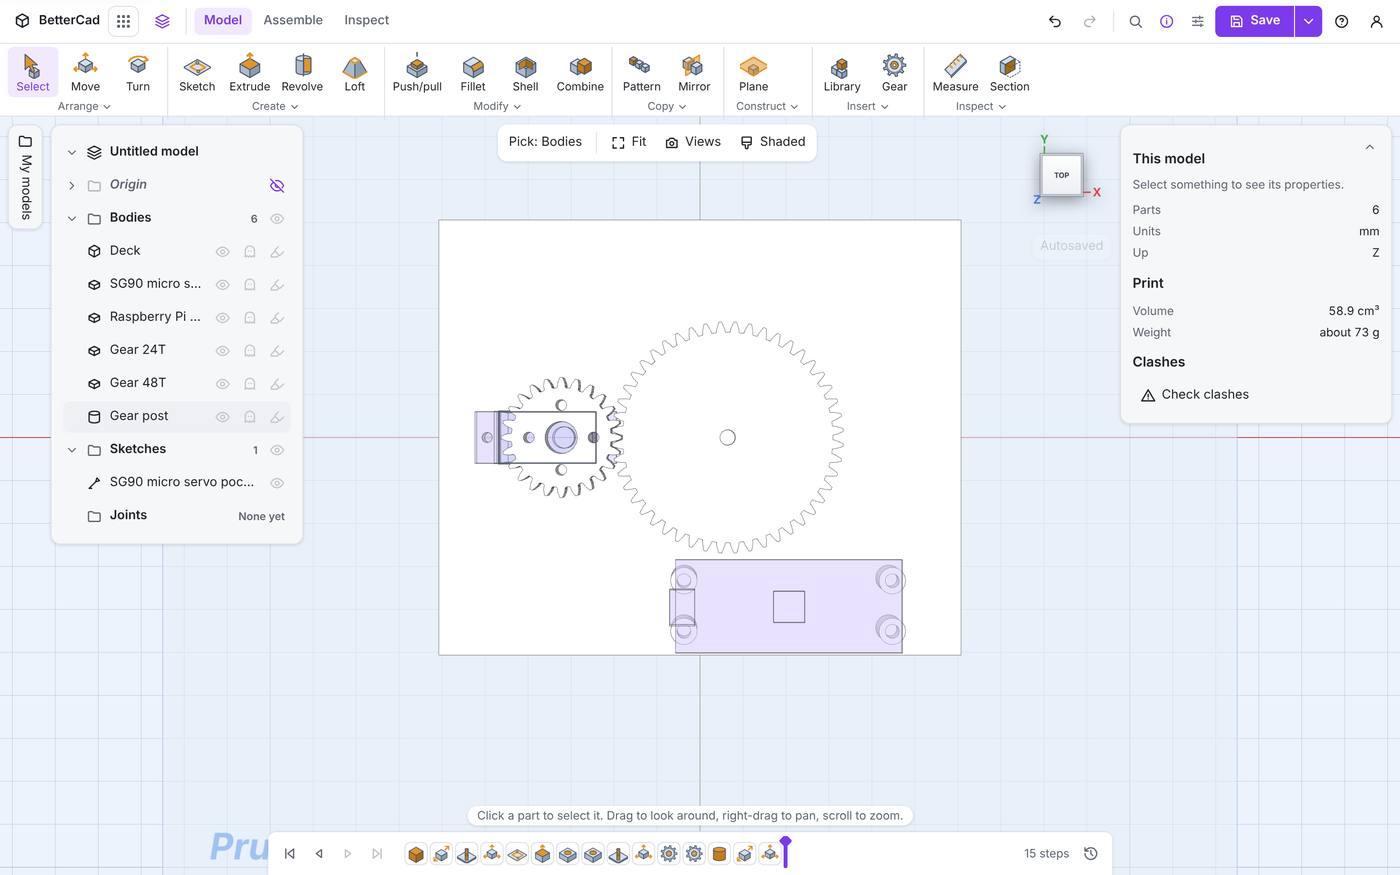 BetterCad
Model
Assemble
Inspect
Save
Select
Move
Turn
Sketch
Extrude
Revolve
Loft
Push/pull
Fillet
Shell
Combine
Pattern
Mirror
Plane
Library
Gear
Measure
Section
Arrange
Create
Modify
Copy
Construct
Insert
Inspect
My models
Untitled model
Origin
Bodies 6
Deck
SG90 micro s...
Raspberry Pi ...
Gear 24T
Gear 48T
Gear post
Sketches 1
SG90 micro servo poc...
Joints None yet
Pick: Bodies
Fit
Views
Shaded
Y
TOP
X
Z
Autosaved
This model
Select something to see its properties.
Parts 6
Units mm
Up Z
Print
Volume 58.9 cm³
Weight about 73 g
Clashes
Check clashes
Click a part to select it. Drag to look around, right-drag to pan, scroll to zoom.
Pru
15 steps